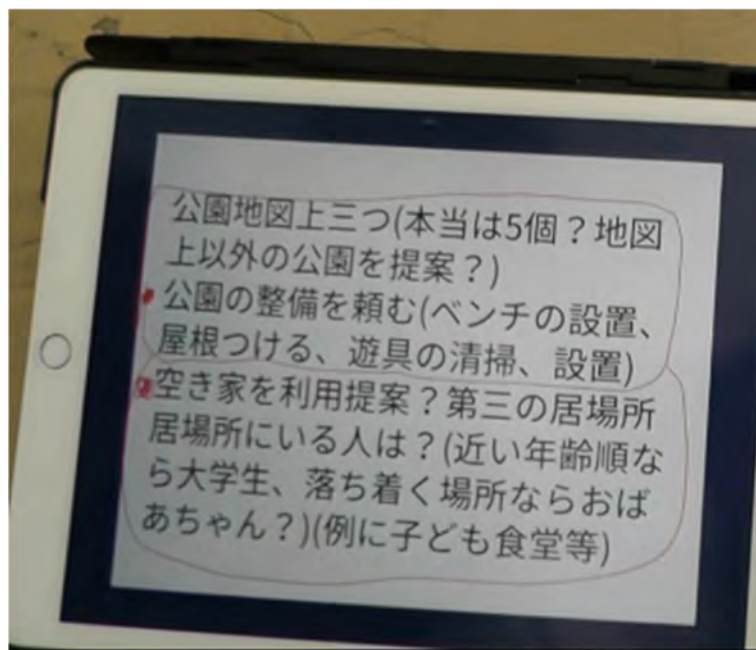 公園地図上三つ(本当は5個？地図
上以外の公園を提案？)
公園の整備を頼む(ベンチの設置、
屋根つける、遊具の清掃、設置)
空き家を利用提案？第三の居場所
居場所にいる人は？(近い年齢順な
ら大学生、落ち着く場所ならおば
あちゃん？)(例に子ども食堂等)